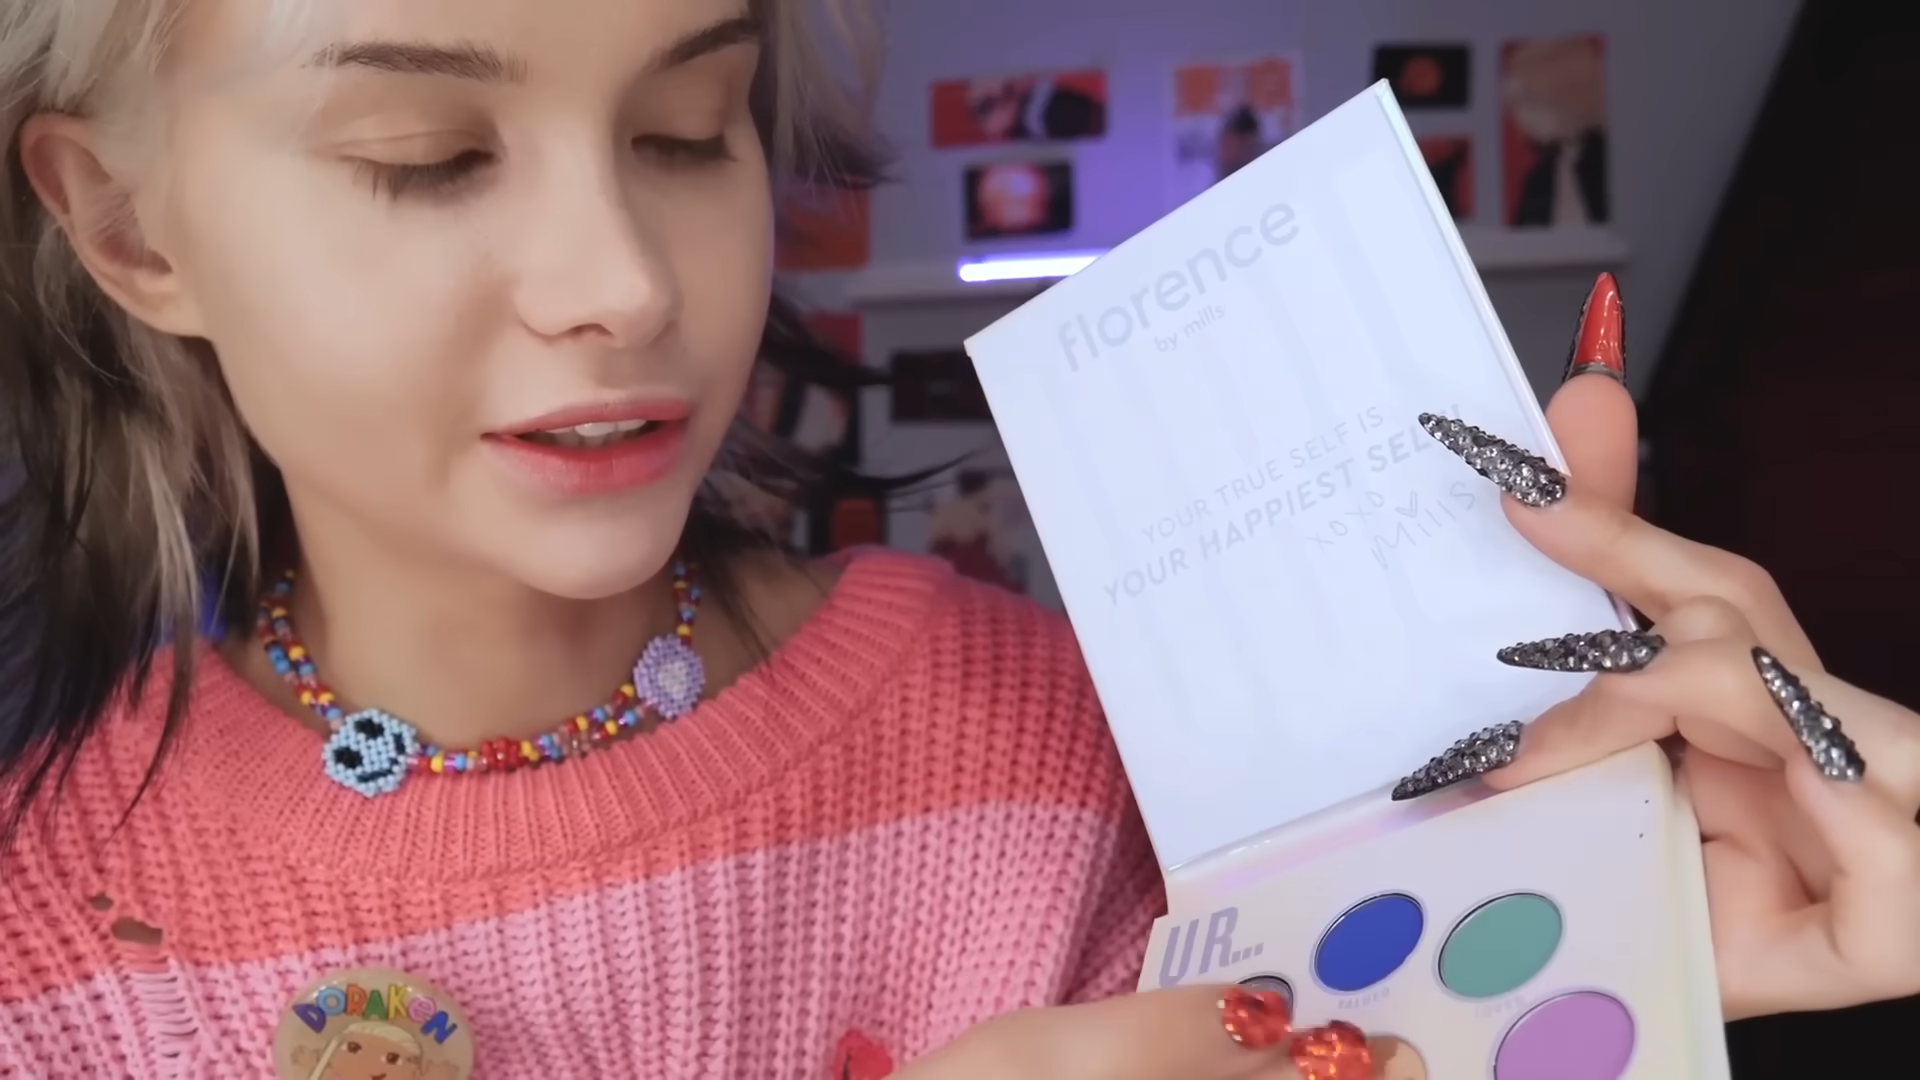 florence
by mills
YOUR TRUE SELF IS
YOUR HAPPIEST SELF
xoxo
Mills
UR...
DORAKEN